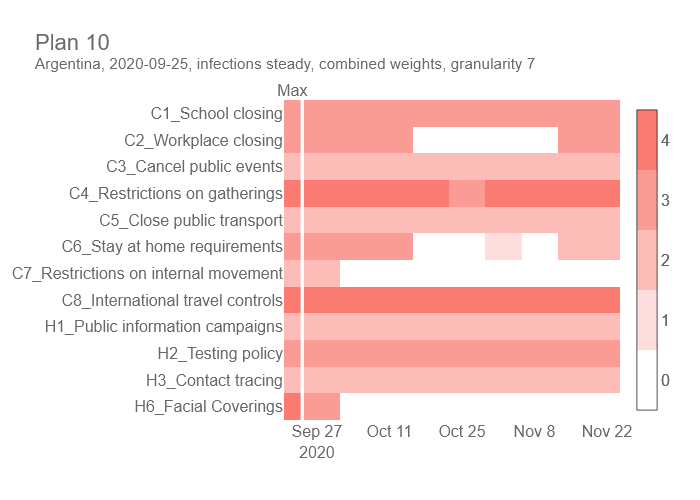 Plan 10
Argentina, 2020-09-25, infections steady, combined weights, granularity 7
Max
C1_School closing
C2_Workplace closing
C3_Cancel public events
C4_Restrictions on gatherings
C5_Close public transport
C6_Stay at home requirements
C7_Restrictions on internal movement
C8_International travel controls
H1_Public information campaigns
H2_Testing policy
H3_Contact tracing
H6_Facial Coverings
Sep 27 Oct 11 Oct 25 Nov 8 Nov 22
2020
4
3
2
1
0